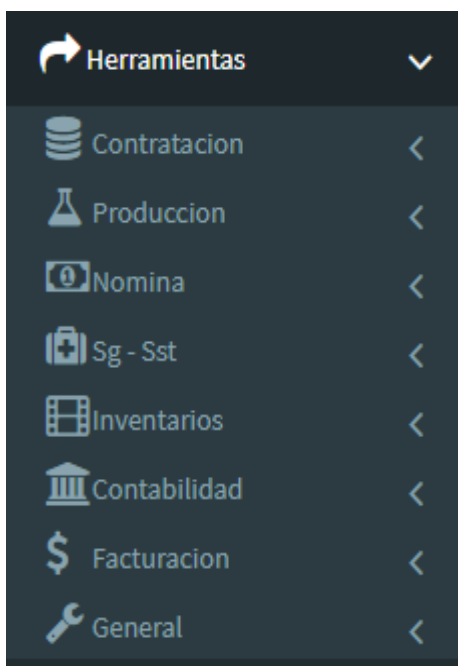 Herramientas
Contratacion
Produccion
Nomina
Sg - Sst
Inventarios
Contabilidad
Facturacion
General